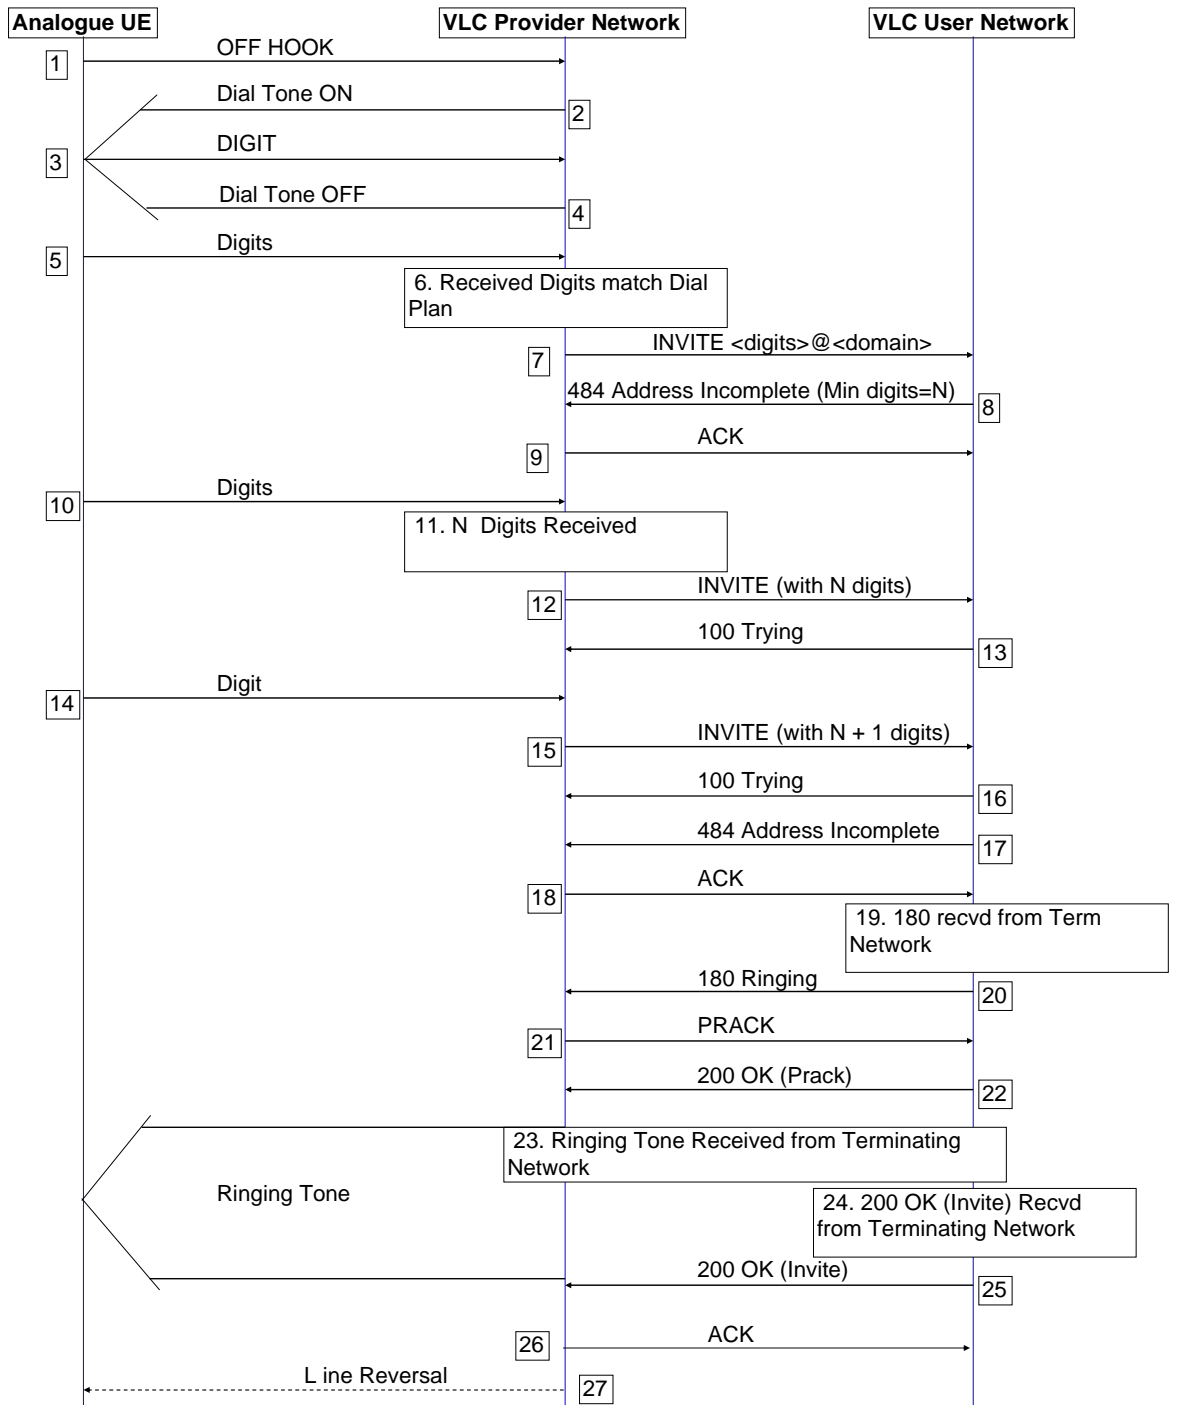 Analogue UE
VLC Provider Network
VLC User Network
OFF HOOK
1
Dial Tone ON
2
DIGIT
3
Dial Tone OFF
4
Digits
5
6. Received Digits match Dial
Plan
INVITE <digits>@<domain>
7
484 Address Incomplete (Min digits=N)
8
ACK
9
Digits
10
11. N Digits Received
INVITE (with N digits)
12
100 Trying
13
Digit
14
INVITE (with N + 1 digits)
15
100 Trying
16
484 Address Incomplete
17
ACK
18
19. 180 recvd from Term
Network
180 Ringing
20
PRACK
21
200 OK (Prack)
22
23. Ringing Tone Received from Terminating
Network
Ringing Tone
24. 200 OK (Invite) Recvd
from Terminating Network
200 OK (Invite)
25
ACK
26
L ine Reversal
27